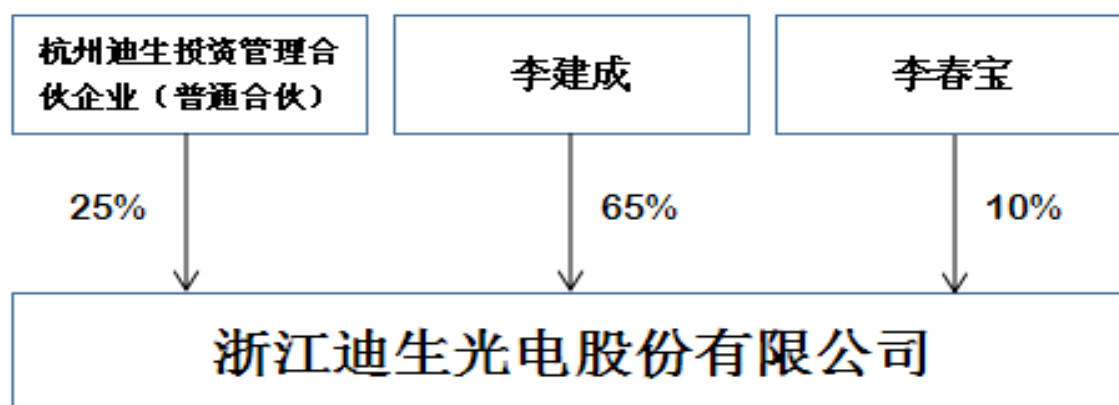 杭州迪生投资管理合
伙企业（普通合伙）
李建成
李春宝
25%
65%
10%
浙江迪生光电股份有限公司